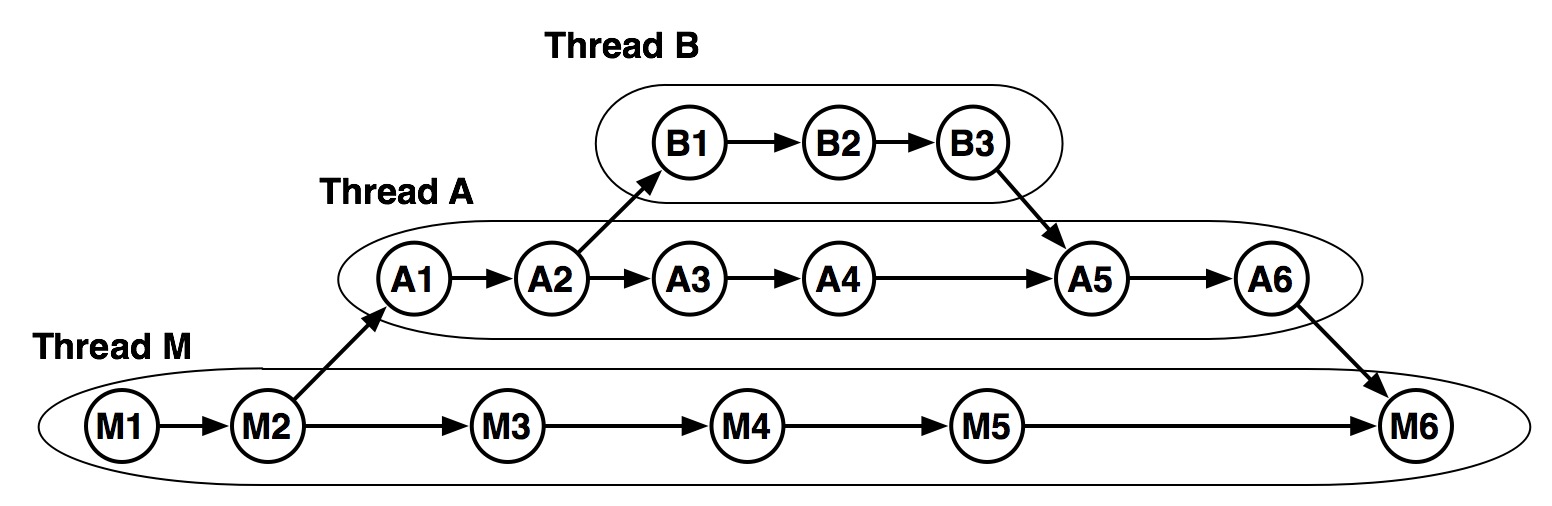 Thread B
B1 B2 B3
Thread A
A1 A2 A3 A4 A5 A6
Thread M
M1 M2 M3 M4 M5 M6